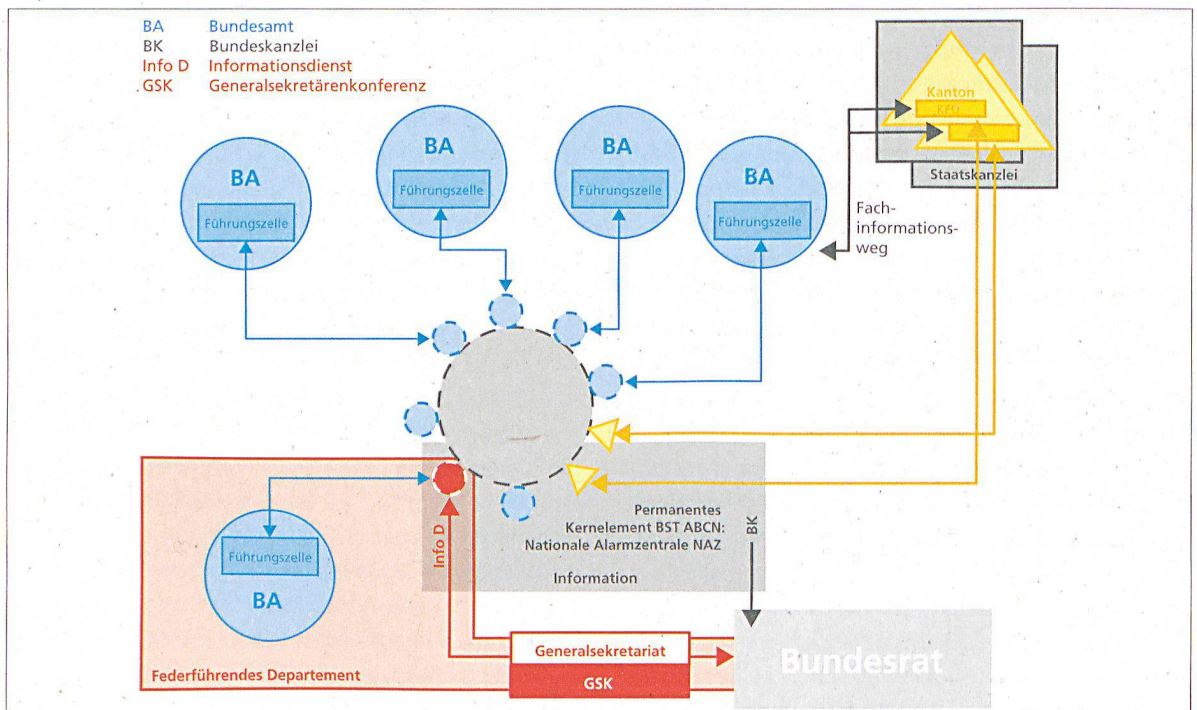 BA Bundesamt
BK Bundeskanzlei
Info D Informationsdienst
GSK Generalsekretärenkonferenz
BA
Führungszelle
BA
Führungszelle
BA
Führungszelle
BA
Führungszelle
Kanton
KFO
Staatskanzlei
Fach-
informations-
weg
Permanentes
Kernelement BST ABCN:
Nationale Alarmzentrale NAZ
BK
Info D
Information
Führungszelle
BA
Federführendes Departement
Generalsekretariat
GSK
Bundesrat